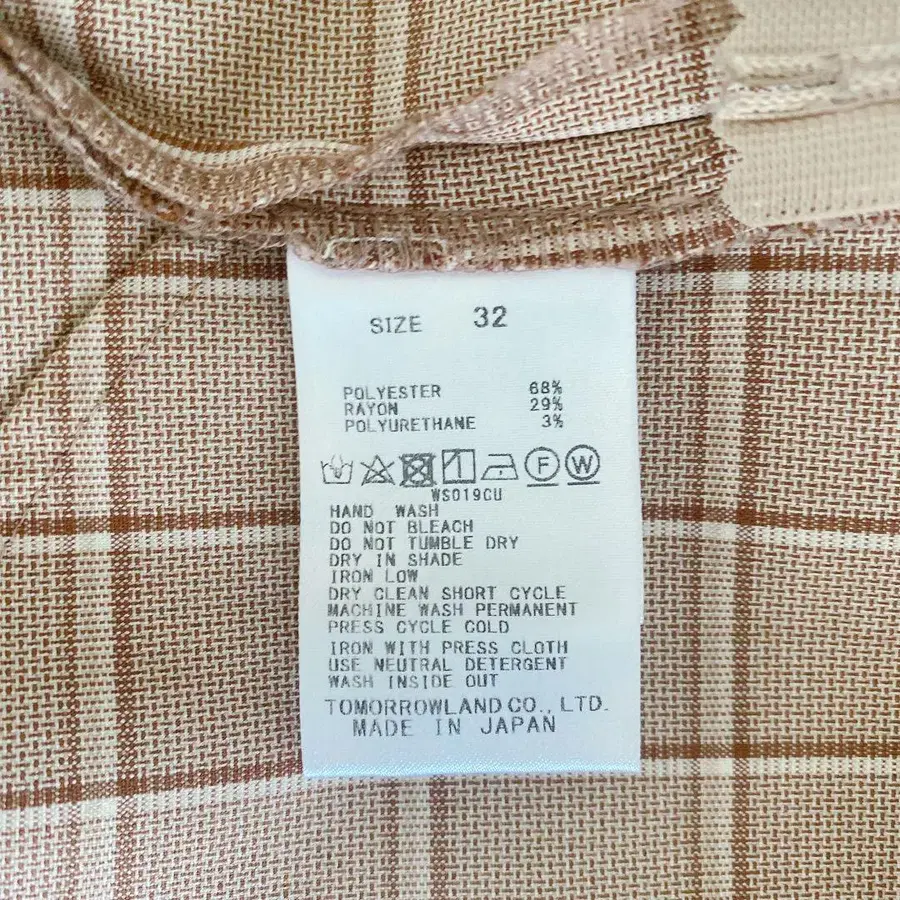 SIZE 32
POLYESTER 68%
RAYON 29%
POLYURETHANE 3%
F W
WS019CU
HAND WASH
DO NOT BLEACH
DO NOT TUMBLE DRY
DRY IN SHADE
IRON LOW
DRY CLEAN SHORT CYCLE
MACHINE WASH PERMANENT
PRESS CYCLE COLD
IRON WITH PRESS CLOTH
USE NEUTRAL DETERGENT
WASH INSIDE OUT
TOMORROWLAND CO., LTD.
MADE IN JAPAN